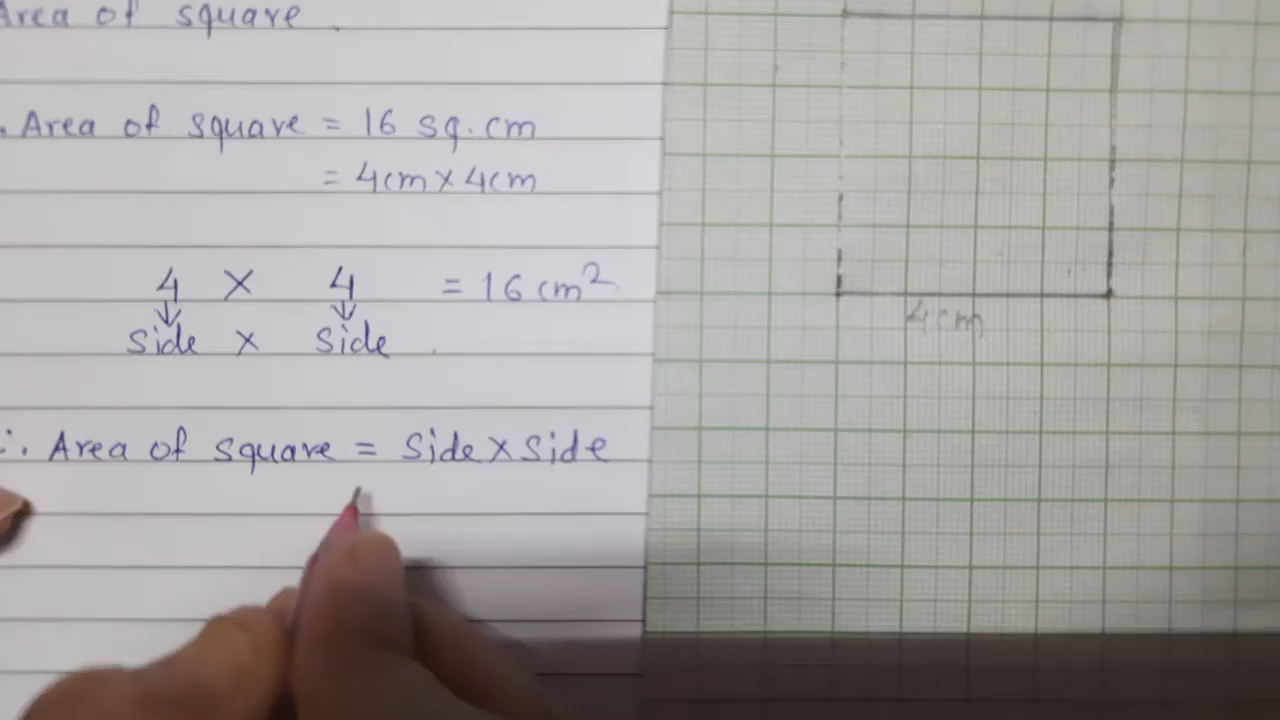 Area of square
. Area of square = 16 sq. cm
= 4cm × 4cm
4 × 4 = 16 cm²
↓ ↓
side × side .
∴ Area of square = side × side
4cm